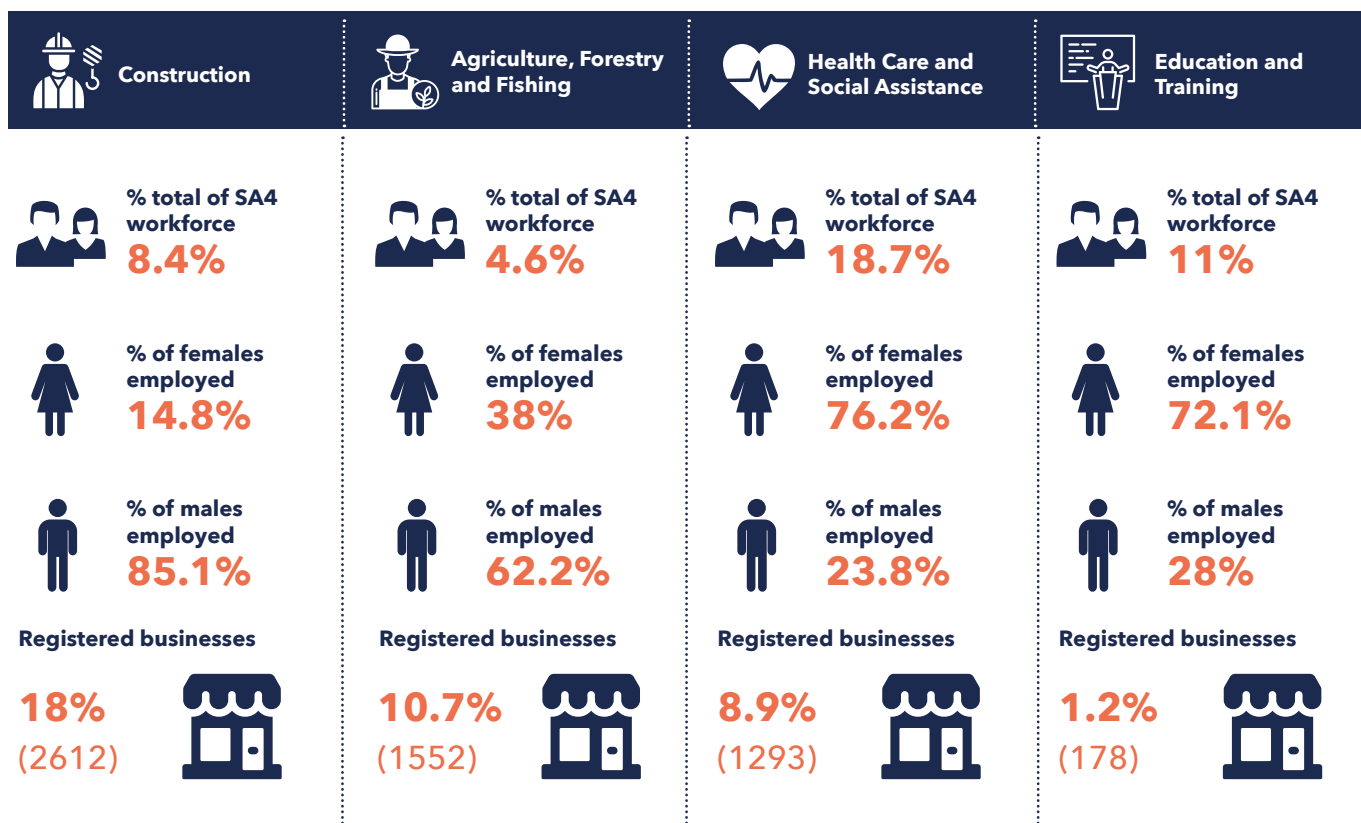 Construction
Agriculture, Forestry
and Fishing
Health Care and
Social Assistance
Education and
Training
% total of SA4
workforce
8.4%
% of females
employed
14.8%
% of males
employed
85.1%
Registered businesses
18%
(2612)
% total of SA4
workforce
4.6%
% of females
employed
38%
% of males
employed
62.2%
Registered businesses
10.7%
(1552)
% total of SA4
workforce
18.7%
% of females
employed
76.2%
% of males
employed
23.8%
Registered businesses
8.9%
(1293)
% total of SA4
workforce
11%
% of females
employed
72.1%
% of males
employed
28%
Registered businesses
1.2%
(178)